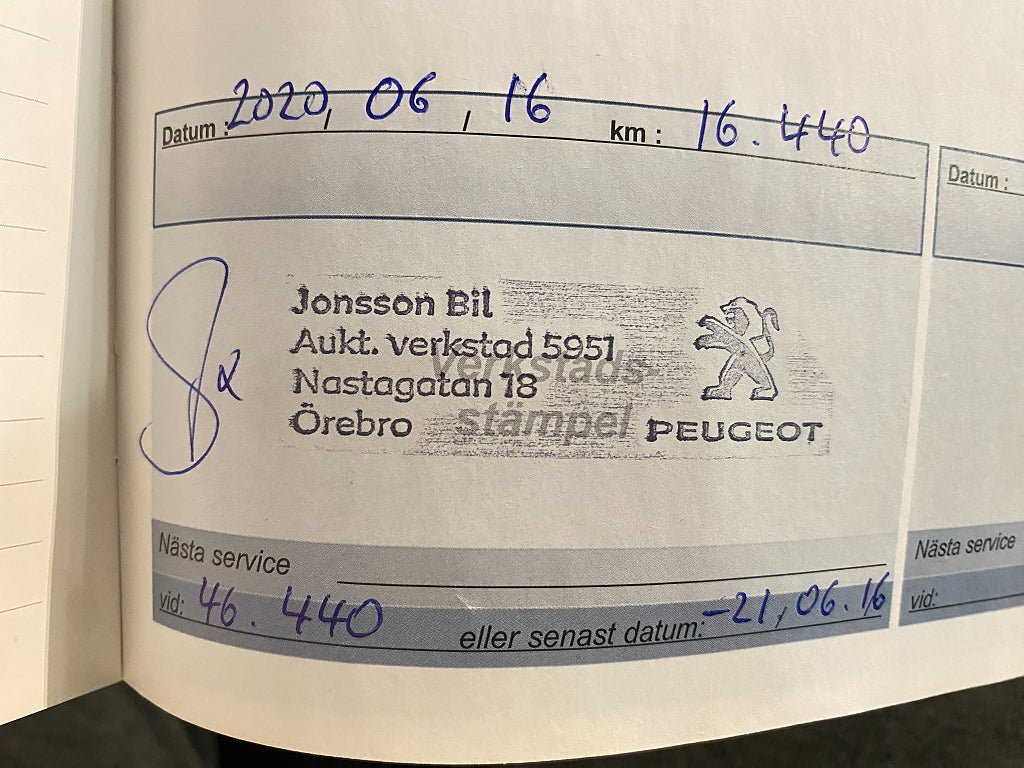 Datum : 2020, 06 , 16 km : 16.440
Jonsson Bil
Aukt. verkstad 5951
Nastagatan 18
Örebro
Verkstads-
stämpel
PEUGEOT
Nästa service
vid: 46.440 eller senast datum: -21,06.16
Datum :
Nästa service
vid: